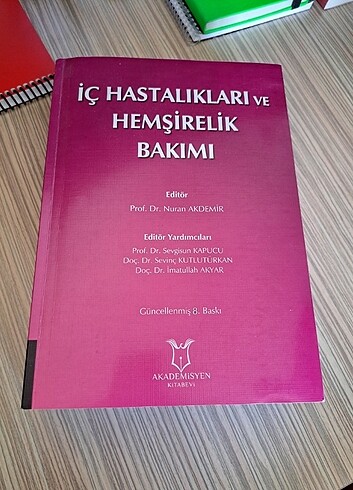 İÇ HASTALIKLARI VE
HEMŞİRELİK
BAKIMI
Editör
Prof. Dr. Nuran AKDEMİR
Editör Yardımcıları
Prof. Dr. Sevgisun KAPUCU
Doç. Dr. Sevinç KUTLUTÜRKAN
Doç. Dr. İmatullah AKYAR
Güncellenmiş 8. Baskı
AKADEMİSYEN
KİTABEVİ